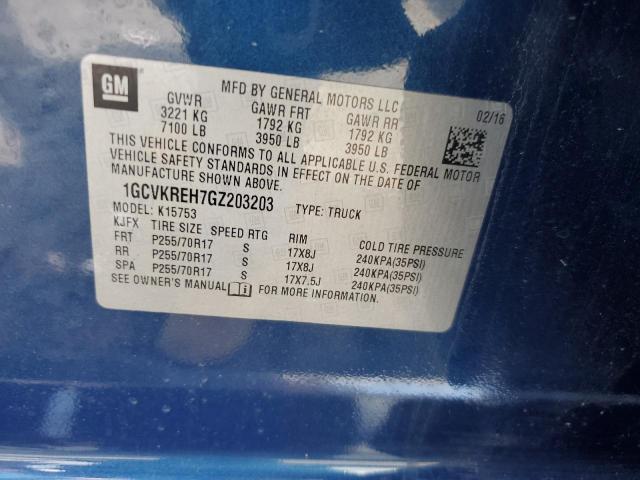 GM
MFD BY GENERAL MOTORS LLC
02/16
GVWR GAWR FRT GAWR RR
3221 KG 1792 KG 1792 KG
7100 LB 3950 LB 3950 LB
THIS VEHICLE CONFORMS TO ALL APPLICABLE U.S. FEDERAL MOTOR
VEHICLE SAFETY STANDARDS IN EFFECT ON THE DATE OF
MANUFACTURE SHOWN ABOVE.
1GCVKREH7GZ203203 TYPE: TRUCK
MODEL: K15753
KJFX TIRE SIZE SPEED RTG RIM COLD TIRE PRESSURE
FRT P255/70R17 S 17X8J 240KPA(35PSI)
RR P255/70R17 S 17X8J 240KPA(35PSI)
SPA P255/70R17 S 17X7.5J 240KPA(35PSI)
SEE OWNER'S MANUAL FOR MORE INFORMATION.